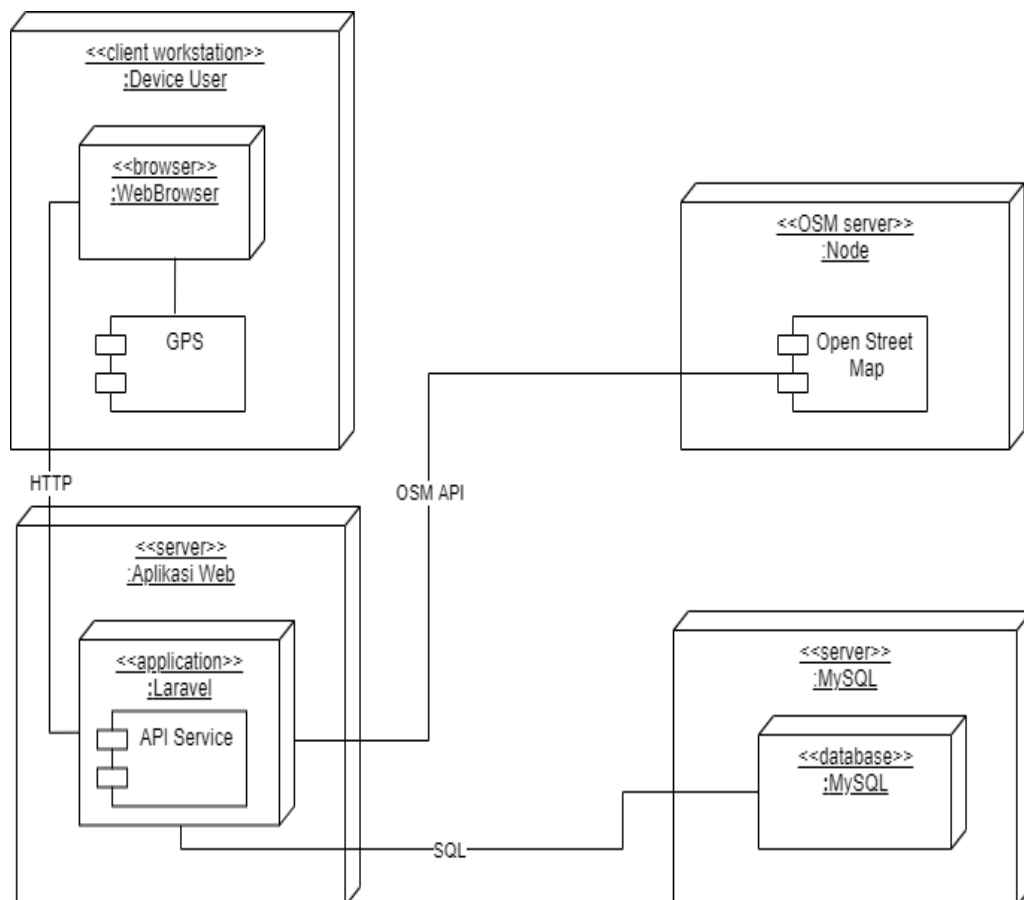 <<client workstation>>
:Device User
<<browser>>
:WebBrowser
GPS
<<OSM server>>
:Node
Open Street
Map
HTTP
OSM API
<<server>>
:Aplikasi Web
<<application>>
:Laravel
API Service
<<server>>
:MySQL
<<database>>
:MySQL
SQL